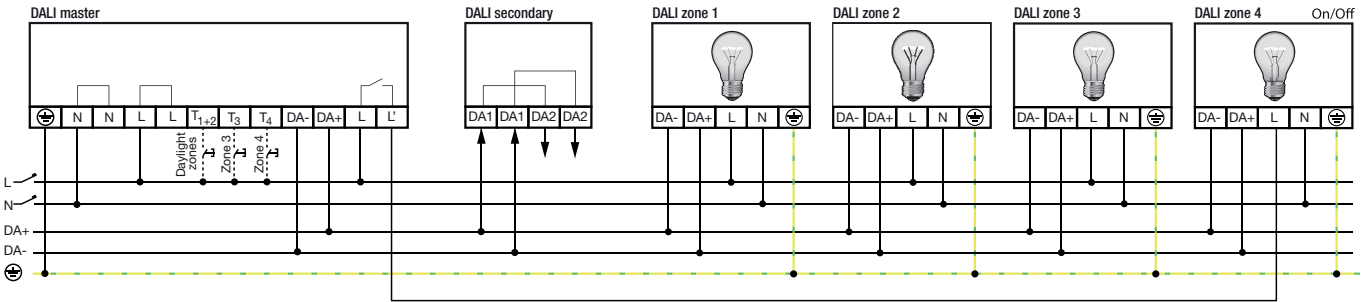 DALI master
DALI secondary
DALI zone 1
DALI zone 2
DALI zone 3
DALI zone 4 On/Off
N N L L T1+2 T3 T4 DA- DA+ L L'
DA1 DA1 DA2 DA2
DA- DA+ L N
DA- DA+ L N
DA- DA+ L N
DA- DA+ L N
Daylight zones
Zone 3
Zone 4
L
N
DA+
DA-